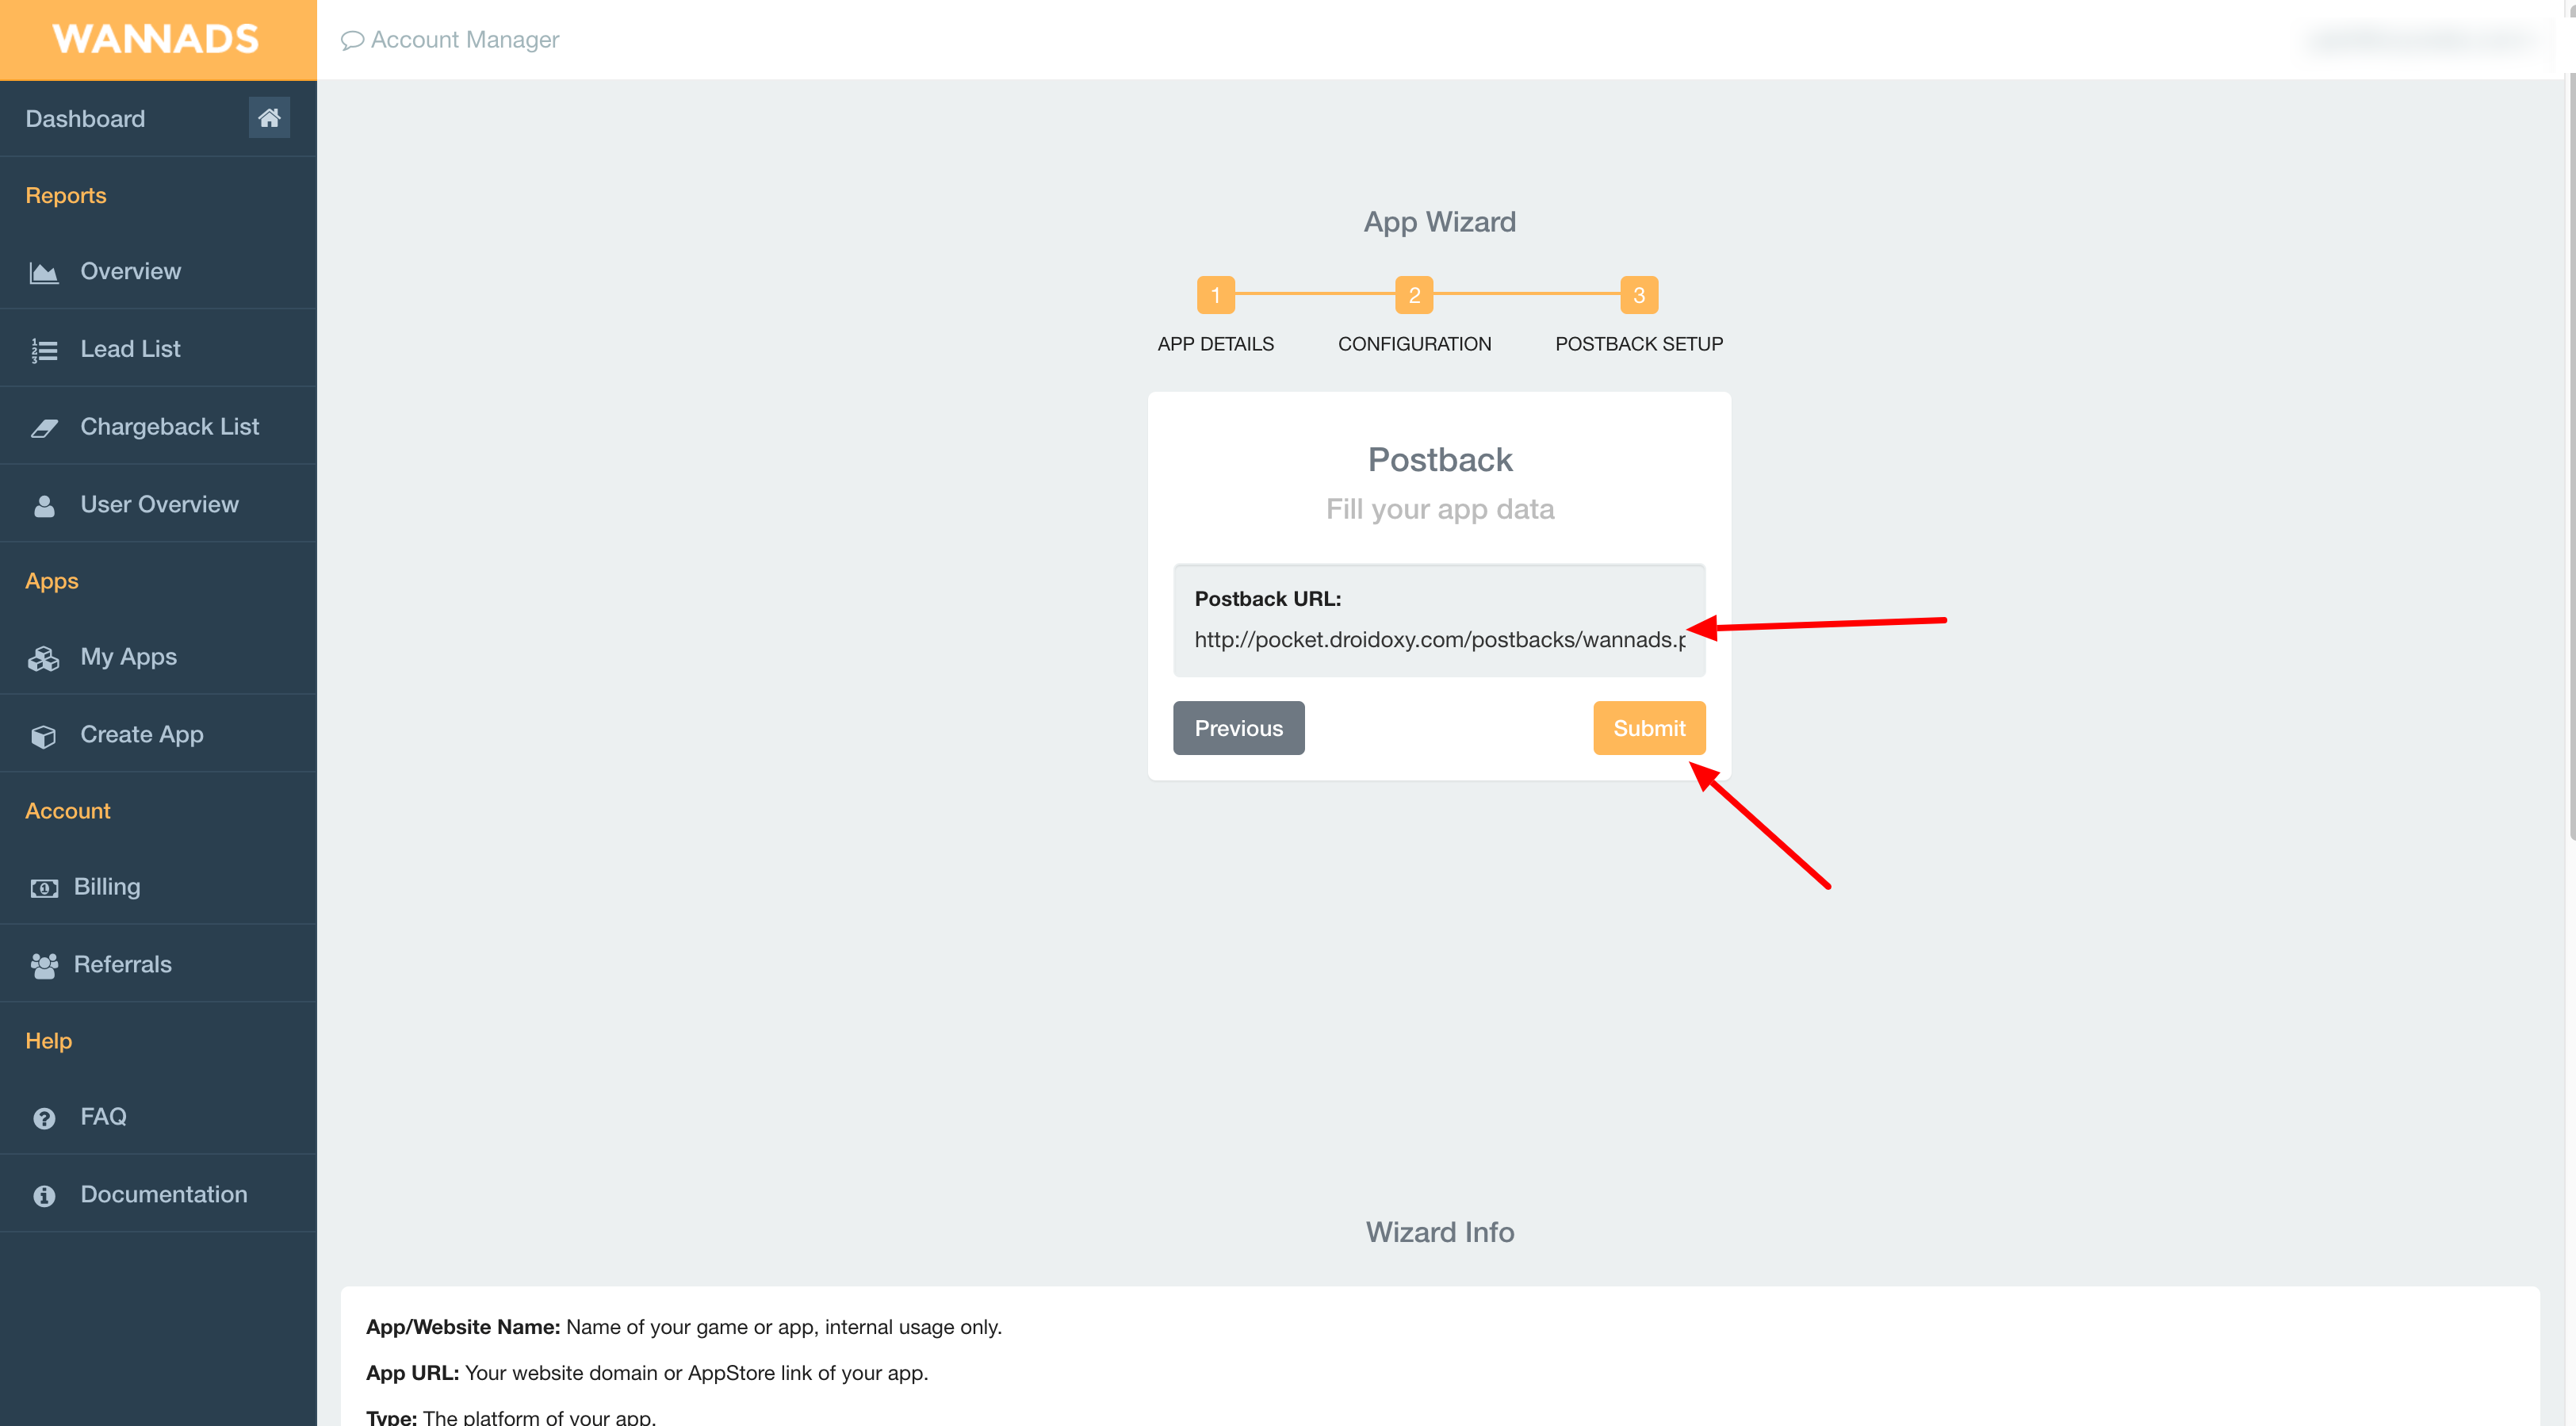 WANNADS
Account Manager
Dashboard
Reports
Overview
Lead List
Chargeback List
User Overview
Apps
My Apps
Create App
Account
Billing
Referrals
Help
FAQ
Documentation
App Wizard
1
2
3
APP DETAILS
CONFIGURATION
POSTBACK SETUP
Postback
Fill your app data
Postback URL:
http://pocket.droidoxy.com/postbacks/wannads.p
Previous
Submit
Wizard Info
App/Website Name: Name of your game or app, internal usage only.
App URL: Your website domain or AppStore link of your app.
Type: The platform of your app.